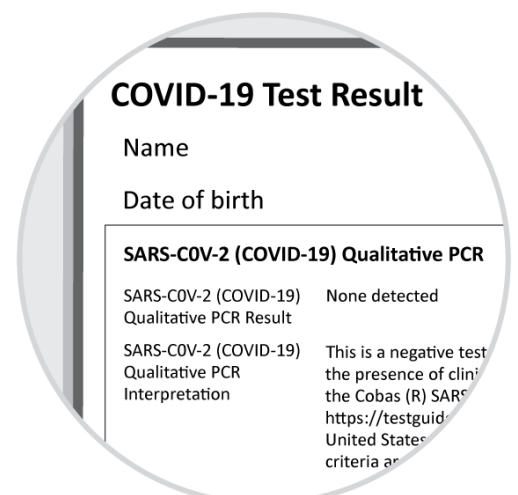 COVID-19 Test Result
Name
Date of birth
SARS-C0V-2 (COVID-19) Qualitative PCR
SARS-C0V-2 (COVID-19) None detected
Qualitative PCR Result
SARS-C0V-2 (COVID-19) This is a negative test
Qualitative PCR the presence of
Interpretation the Cobas (R)
https://testguid
United States
criteria